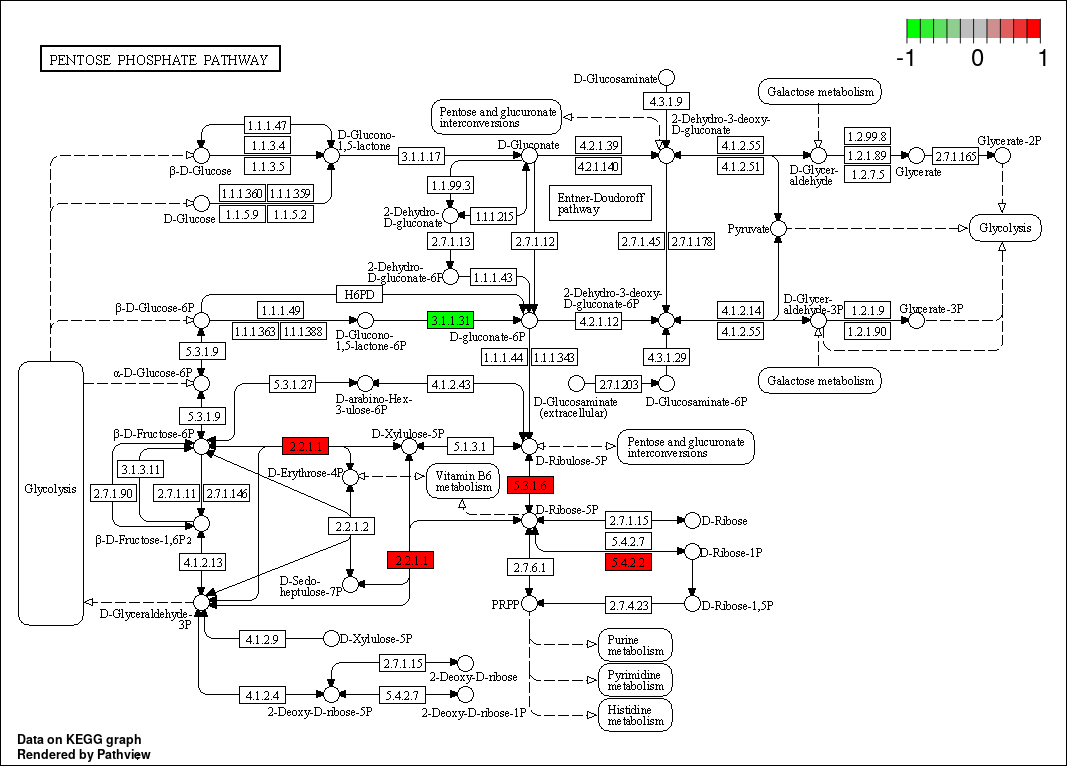 -1 0 1
PENTOSE PHOSPHATE PATHWAY
D-Glucosaminate
4.3.1.9
Galactose metabolism
Pentose and glucuronate
interconversions
2-Dehydro-3-deoxy-
D-gluconate
1.1.1.47
1.1.3.4
1.1.3.5
D-Glucono-
1,5-lactone
β-D-Glucose
3.1.1.17
D-Gluconate
4.2.1.39
4.2.1.140
4.1.2.55
4.1.2.51
D-Glycer-
aldehyde
1.2.99.8
1.2.1.89
1.2.7.5
Glycerate
2.7.1.165
Glycerate-2P
1.1.1.360 1.1.1.359
1.1.5.9 1.1.5.2
D-Glucose
1.1.99.3
2-Dehydro-
D-gluconate
1.1.1.215
Entner-Doudoroff
pathway
2.7.1.13
2.7.1.12
2.7.1.45 2.7.1.178
Pyruvate
Glycolysis
2-Dehydro-
D-gluconate-6P
1.1.1.43
H6PD
β-D-Glucose-6P
1.1.1.49
1.1.1.363 1.1.1.388
D-Glucono-
1,5-lactone-6P
3.1.1.31
D-gluconate-6P
2-Dehydro-3-deoxy-
D-gluconate-6P
4.2.1.12
4.1.2.14
4.1.2.55
D-Glycer-
aldehyde-3P
1.2.1.9
1.2.1.90
Glycerate-3P
5.3.1.9
1.1.1.44 1.1.1.343
4.3.1.29
α-D-Glucose-6P
5.3.1.27
D-arabino-Hex-
3-ulose-6P
4.1.2.43
2.7.1.203
D-Glucosaminate
(extracellular)
D-Glucosaminate-6P
Galactose metabolism
5.3.1.9
β-D-Fructose-6P
2.2.1.1
D-Xylulose-5P
5.3.1.3.1
D-Ribulose-5P
Pentose and glucuronate
interconversions
3.1.3.11
D-Erythrose-4P
Vitamin B6
metabolism
5.3.1.6
Glycolysis
2.7.1.90
2.7.1.11 2.7.1.146
D-Ribose-5P
2.2.1.2
2.7.1.15
D-Ribose
β-D-Fructose-1,6P2
5.4.2.7
5.4.2.2
D-Ribose-1P
4.1.2.13
2.2.1.1
2.7.6.1
D-Sedo-
heptulose-7P
PRPP
2.7.4.23
D-Ribose-1,5P
D-Glyceraldehyde-
3P
4.1.2.9
D-Xylulose-5P
Purine
metabolism
2.7.1.15
2-Deoxy-D-ribose
Pyrimidine
metabolism
4.1.2.4
2-Deoxy-D-ribose-5P
5.4.2.7
2-Deoxy-D-ribose-1P
Histidine
metabolism
Data on KEGG graph
Rendered by Pathview